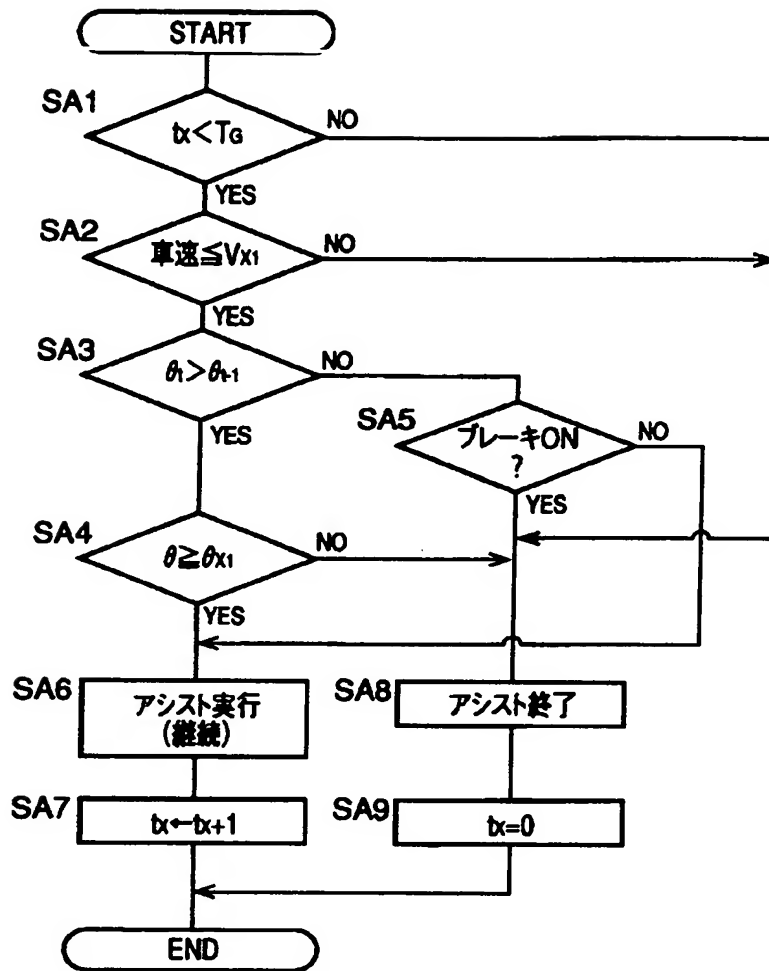 START
SA1
tx<TG
NO
YES
SA2
車速≦VX1
NO
YES
SA3
θt>θt-1
NO
YES
SA5
ブレーキON
?
NO
YES
SA4
θ≧θX1
NO
YES
SA6
アシスト実行
(継続)
SA8
アシスト終了
SA7
tx←tx+1
SA9
tx=0
END